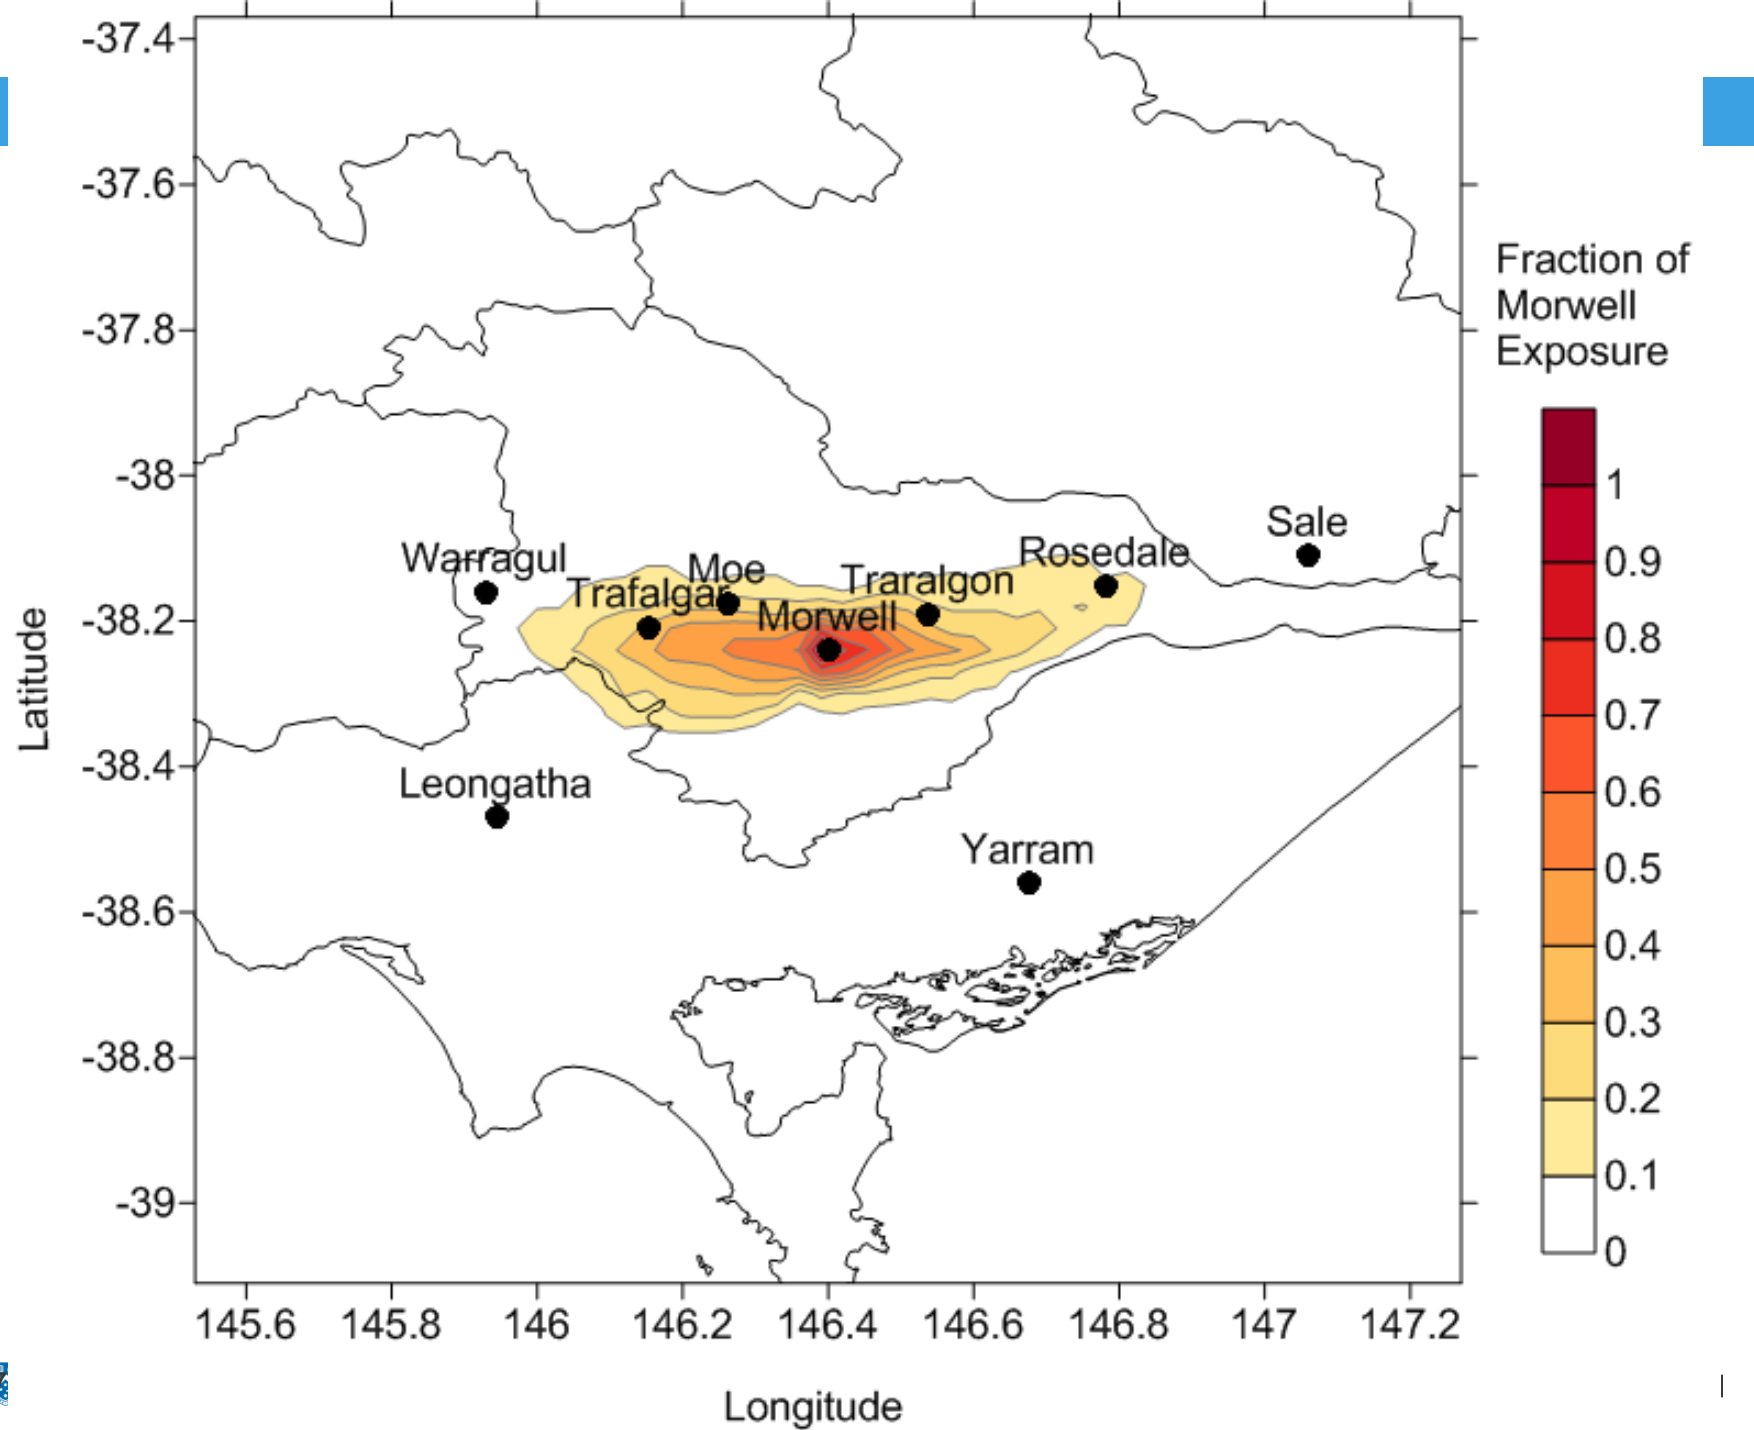 -37.4
-37.6
-37.8
-38
-38.2
-38.4
-38.6
-38.8
-39
Latitude
145.6
145.8
146
146.2
146.4
146.6
146.8
147
147.2
Longitude
Warragul
Trafalgar
Moe
Morwell
Traralgon
Rosedale
Sale
Leongatha
Yarram
Fraction of
Morwell
Exposure
1
0.9
0.8
0.7
0.6
0.5
0.4
0.3
0.2
0.1
0
|